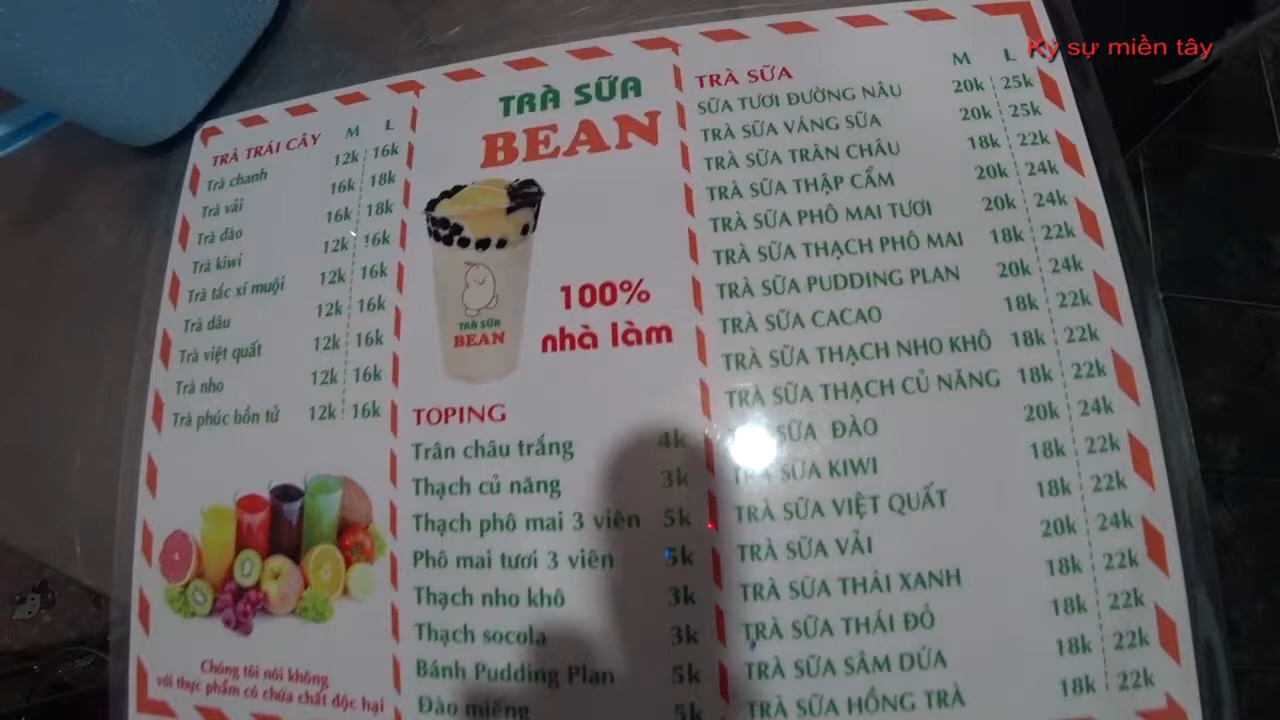 Ký sự miền tây
TRÀ TRÁI CÂY M L
Trà chanh 12k 16k
Trà vải 16k 18k
Trà đào 16k 18k
Trà kiwi 12k 16k
Trà tắc xí muội 12k 16k
Trà dâu 12k 16k
Trà việt quất 12k 16k
Trà nho 12k 16k
Trà phúc bồn tử 12k 16k
Chúng tôi nói không
với thực phẩm có chứa chất độc hại
TRÀ SỮA
BEAN
TRÀ SỮA
BEAN
100%
nhà làm
TOPING
Trân châu trắng 4k
Thạch củ năng 3k
Thạch phô mai 3 viên 5k
Phô mai tươi 3 viên 5k
Thạch nho khô 3k
Thạch socola 3k
Bánh Pudding Plan 5k
Đào miếng 5k
TRÀ SỮA M L
SỮA TƯƠI ĐƯỜNG NÂU 20k 25k
TRÀ SỮA VÁNG SỮA 20k 25k
TRÀ SỮA TRÂN CHÂU 18k 22k
TRÀ SỮA THẬP CẨM 20k 24k
TRÀ SỮA PHÔ MAI TƯƠI 20k 24k
TRÀ SỮA THẠCH PHÔ MAI 18k 22k
TRÀ SỮA PUDDING PLAN 20k 24k
TRÀ SỮA CACAO 18k 22k
TRÀ SỮA THẠCH NHO KHÔ 18k 22k
TRÀ SỮA THẠCH CỦ NĂNG 18k 22k
SỮA ĐÀO 20k 24k
TRÀ SỮA KIWI 18k 22k
TRÀ SỮA VIỆT QUẤT 18k 22k
TRÀ SỮA VẢI 20k 24k
TRÀ SỮA THÁI XANH 18k 22k
TRÀ SỮA THÁI ĐỎ 18k 22k
TRÀ SỮA SÂM DỨA 18k 22k
TRÀ SỮA HỒNG TRÀ 18k 22k